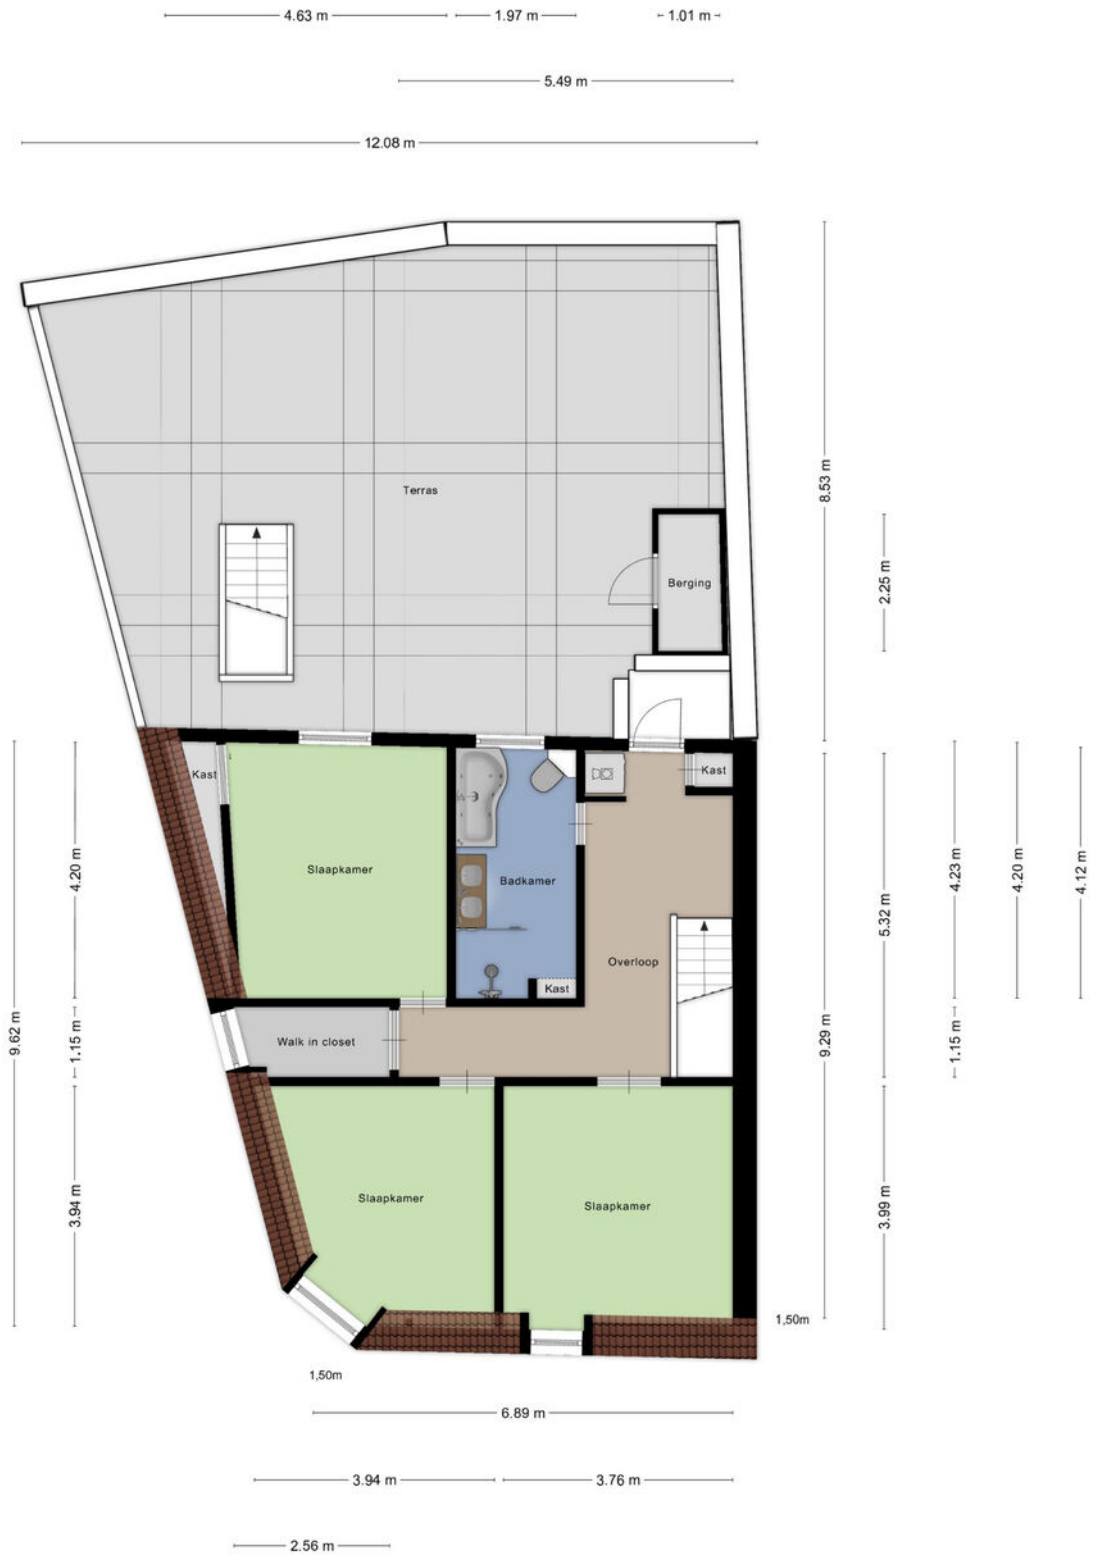 4.63 m
1.97 m
1.01 m
5.49 m
12.08 m
8.53 m
Terras
2.25 m
Berging
Kast
Kast
4.20 m
Slaapkamer
Badkamer
5.32 m
4.23 m
4.20 m
4.12 m
Overloop
Kast
9.62 m
1.15 m
Walk in closet
9.29 m
1.15 m
3.94 m
Slaapkamer
Slaapkamer
3.99 m
1,50m
1,50m
6.89 m
3.94 m
3.76 m
2.56 m